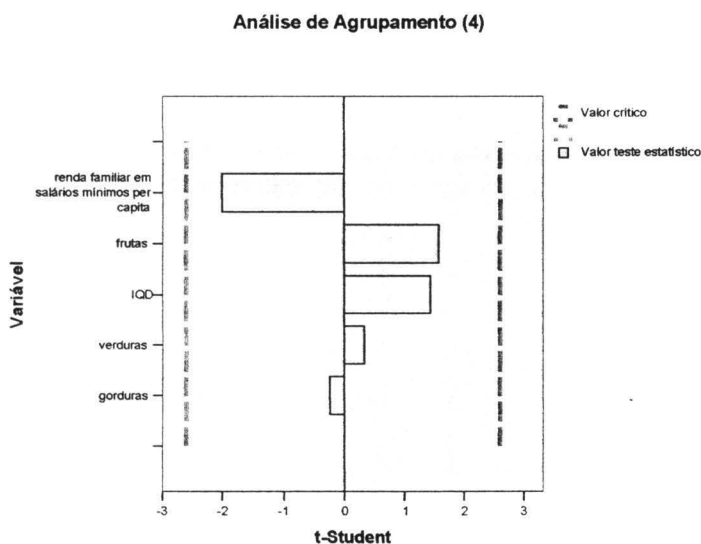 Análise de Agrupamento (4)
Valor crítico
Valor teste estatístico
renda familiar em
salários mínimos per
capita
frutas
IQD
verduras
gorduras
Variável
-3 -2 -1 0 1 2 3
t-Student